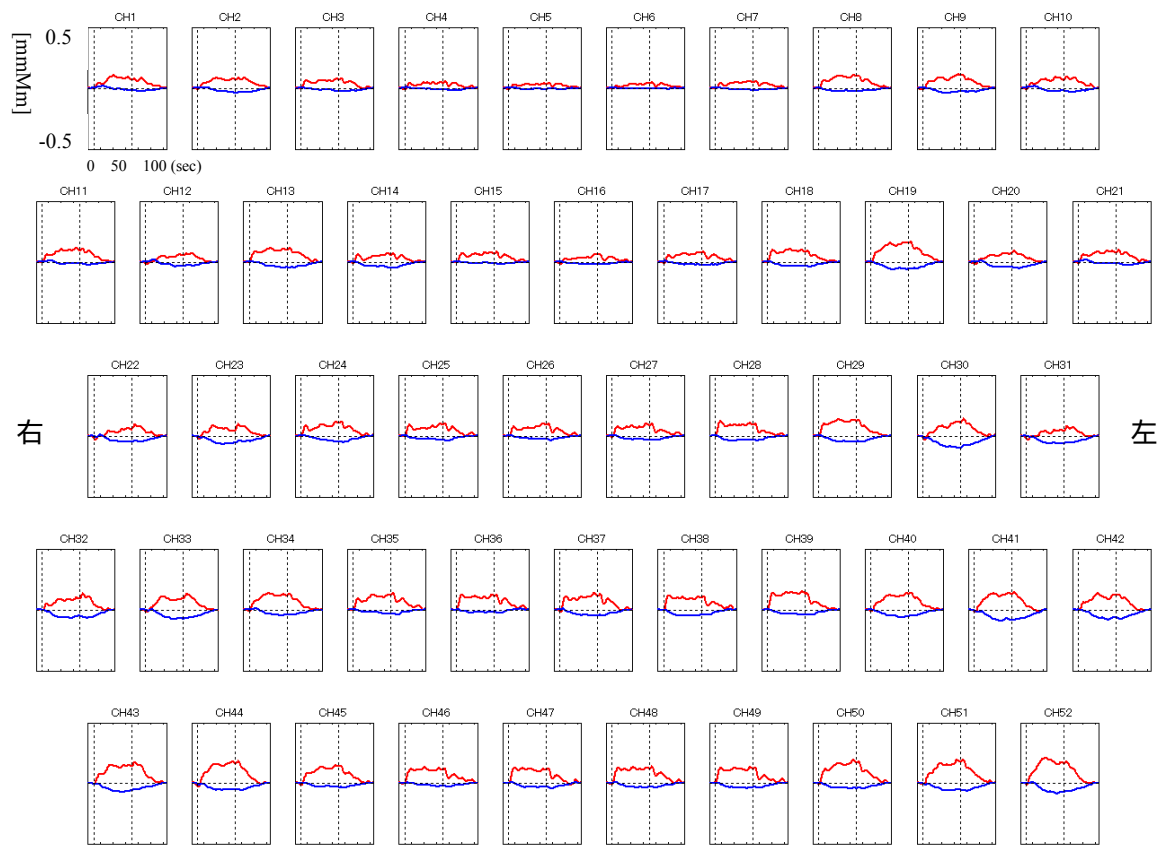 CH1 CH2 CH3 CH4 CH5 CH6 CH7 CH8 CH9 CH10
0.5
[mmMm]
-0.5
0 50 100 (sec)
CH11 CH12 CH13 CH14 CH15 CH16 CH17 CH18 CH19 CH20 CH21
CH22 CH23 CH24 CH25 CH26 CH27 CH28 CH29 CH30 CH31
右 左
CH32 CH33 CH34 CH35 CH36 CH37 CH38 CH39 CH40 CH41 CH42
CH43 CH44 CH45 CH46 CH47 CH48 CH49 CH50 CH51 CH52